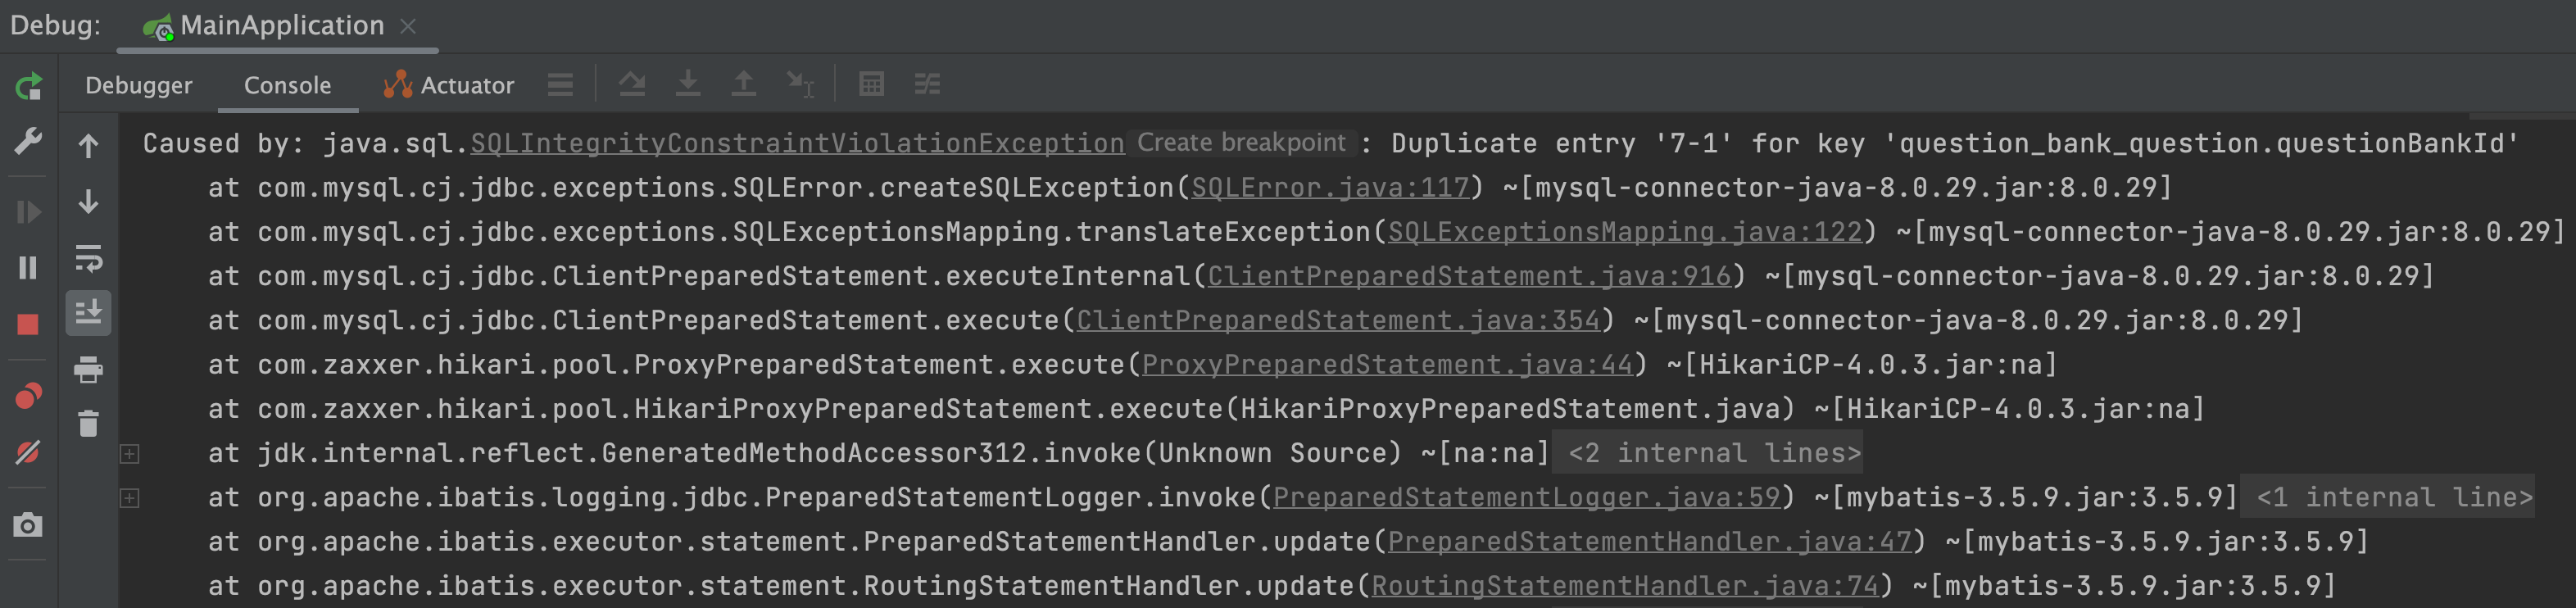 Debug: MainApplication ×
Debugger Console Actuator
Caused by: java.sql.SQLIntegrityConstraintViolationException Create breakpoint : Duplicate entry '7-1' for key 'question_bank_question.questionBankId'
at com.mysql.cj.jdbc.exceptions.SQLError.createSQLException(SQLError.java:117) ~[mysql-connector-java-8.0.29.jar:8.0.29]
at com.mysql.cj.jdbc.exceptions.SQLExceptionsMapping.translateException(SQLExceptionsMapping.java:122) ~[mysql-connector-java-8.0.29.jar:8.0.29]
at com.mysql.cj.jdbc.ClientPreparedStatement.executeInternal(ClientPreparedStatement.java:916) ~[mysql-connector-java-8.0.29.jar:8.0.29]
at com.mysql.cj.jdbc.ClientPreparedStatement.execute(ClientPreparedStatement.java:354) ~[mysql-connector-java-8.0.29.jar:8.0.29]
at com.zaxxer.hikari.pool.ProxyPreparedStatement.execute(ProxyPreparedStatement.java:44) ~[HikariCP-4.0.3.jar:na]
at com.zaxxer.hikari.pool.HikariProxyPreparedStatement.execute(HikariProxyPreparedStatement.java) ~[HikariCP-4.0.3.jar:na]
at jdk.internal.reflect.GeneratedMethodAccessor312.invoke(Unknown Source) ~[na:na] <2 internal lines>
at org.apache.ibatis.logging.jdbc.PreparedStatementLogger.invoke(PreparedStatementLogger.java:59) ~[mybatis-3.5.9.jar:3.5.9] <1 internal line>
at org.apache.ibatis.executor.statement.PreparedStatementHandler.update(PreparedStatementHandler.java:47) ~[mybatis-3.5.9.jar:3.5.9]
at org.apache.ibatis.executor.statement.RoutingStatementHandler.update(RoutingStatementHandler.java:74) ~[mybatis-3.5.9.jar:3.5.9]